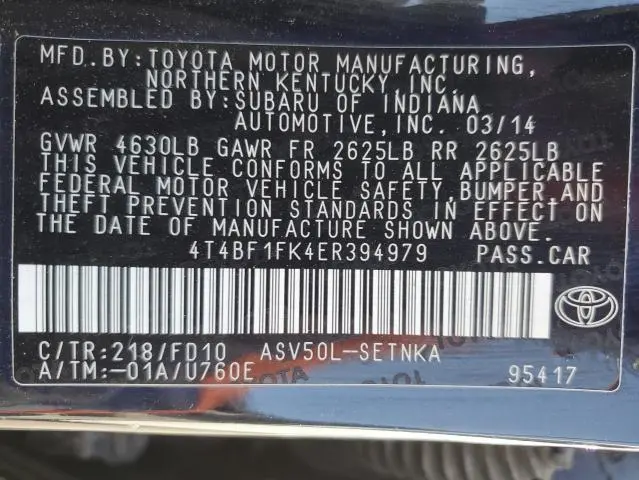 MFD. BY: TOYOTA MOTOR MANUFACTURING,
NORTHERN KENTUCKY, INC.
ASSEMBLED BY: SUBARU OF INDIANA
AUTOMOTIVE, INC. 03/14
GVWR 4630LB GAWR FR 2625LB RR 2625LB
THIS VEHICLE CONFORMS TO ALL APPLICABLE
FEDERAL MOTOR VEHICLE SAFETY, BUMPER, AND
THEFT PREVENTION STANDARDS IN EFFECT ON
THE DATE OF MANUFACTURE SHOWN ABOVE.
4T4BF1FK4ER394979 PASS.CAR
C/TR: 218/FD10 ASV50L-SETNKA
A/TM: -01A/U760E 95417
TOYOTA